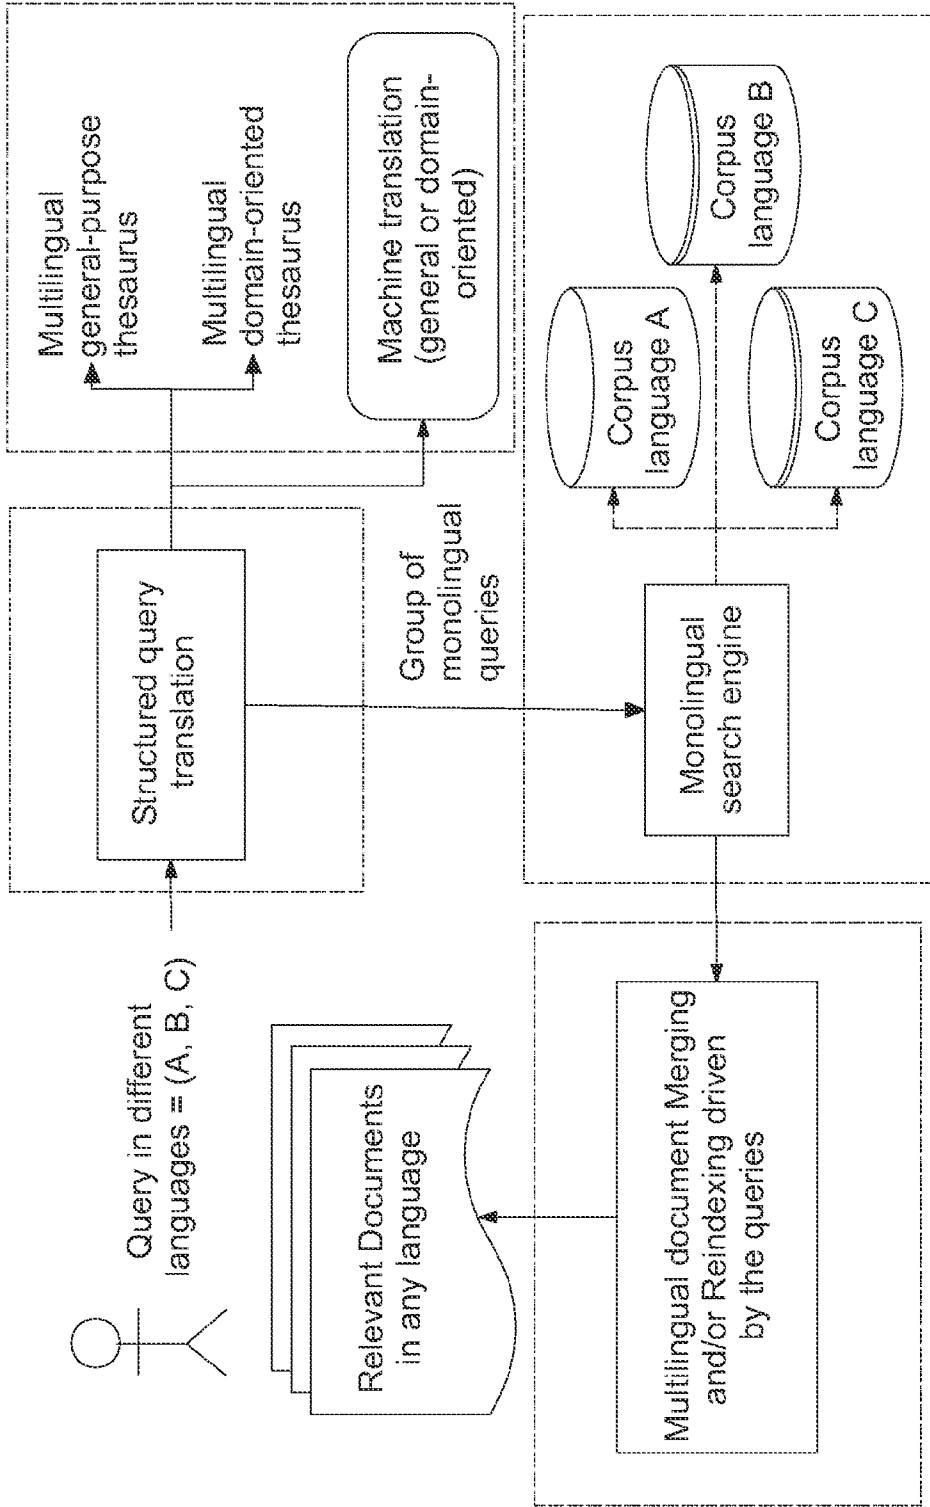 Query in different
languages = (A, B, C)
Structured query
translation
Multilingual
general-purpose
thesaurus
Multilingual
domain-oriented
thesaurus
Machine translation
(general or domain-
oriented)
Group of
monolingual
queries
Relevant Documents
in any language
Multilingual document Merging
and/or Reindexing driven
by the queries
Monolingual
search engine
Corpus
language A
Corpus
language B
Corpus
language C